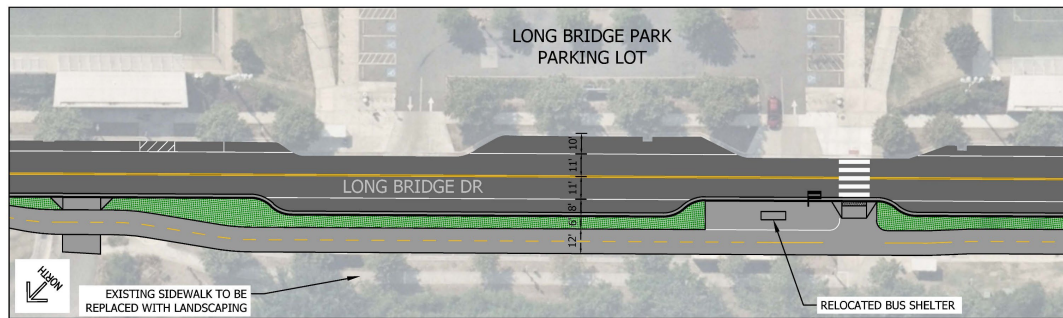 LONG BRIDGE PARK
PARKING LOT
10'
11'
11'
LONG BRIDGE DR
8'
6'
12'
NORTH
EXISTING SIDEWALK TO BE
REPLACED WITH LANDSCAPING
RELOCATED BUS SHELTER